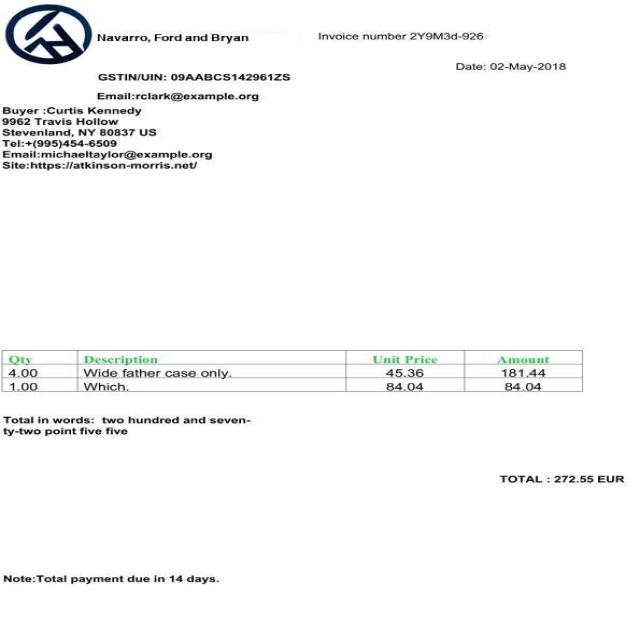 Navarro, Ford and Bryan
Invoice number 2Y9M3d-926
Date: 02-May-2018
GSTIN/UIN: 09AABCS142961ZS
Email:rclark@example.org
Buyer :Curtis Kennedy
9962 Travis Hollow
Stevenland, NY 80837 US
Tel:+(995)454-6509
Email:michaeltaylor@example.org
Site:https://atkinson-morris.net/
Qty Description Unit Price Amount
4.00 Wide father case only. 45.36 181.44
1.00 Which. 84.04 84.04
Total in words: two hundred and seven-
ty-two point five five
TOTAL : 272.55 EUR
Note:Total payment due in 14 days.